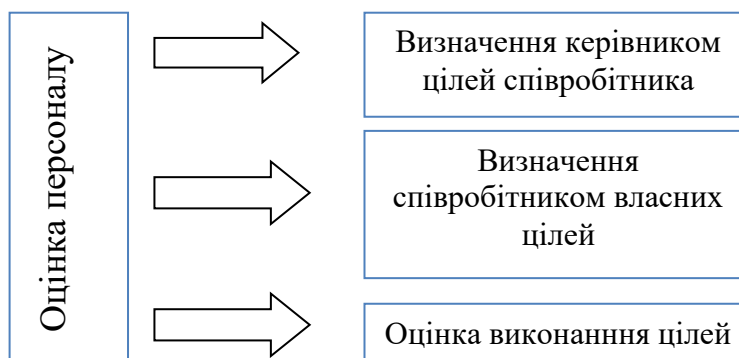 Оцінка персоналу
Визначення керівником
цілей співробітника
Визначення
співробітником власних
цілей
Оцінка виконанння цілей